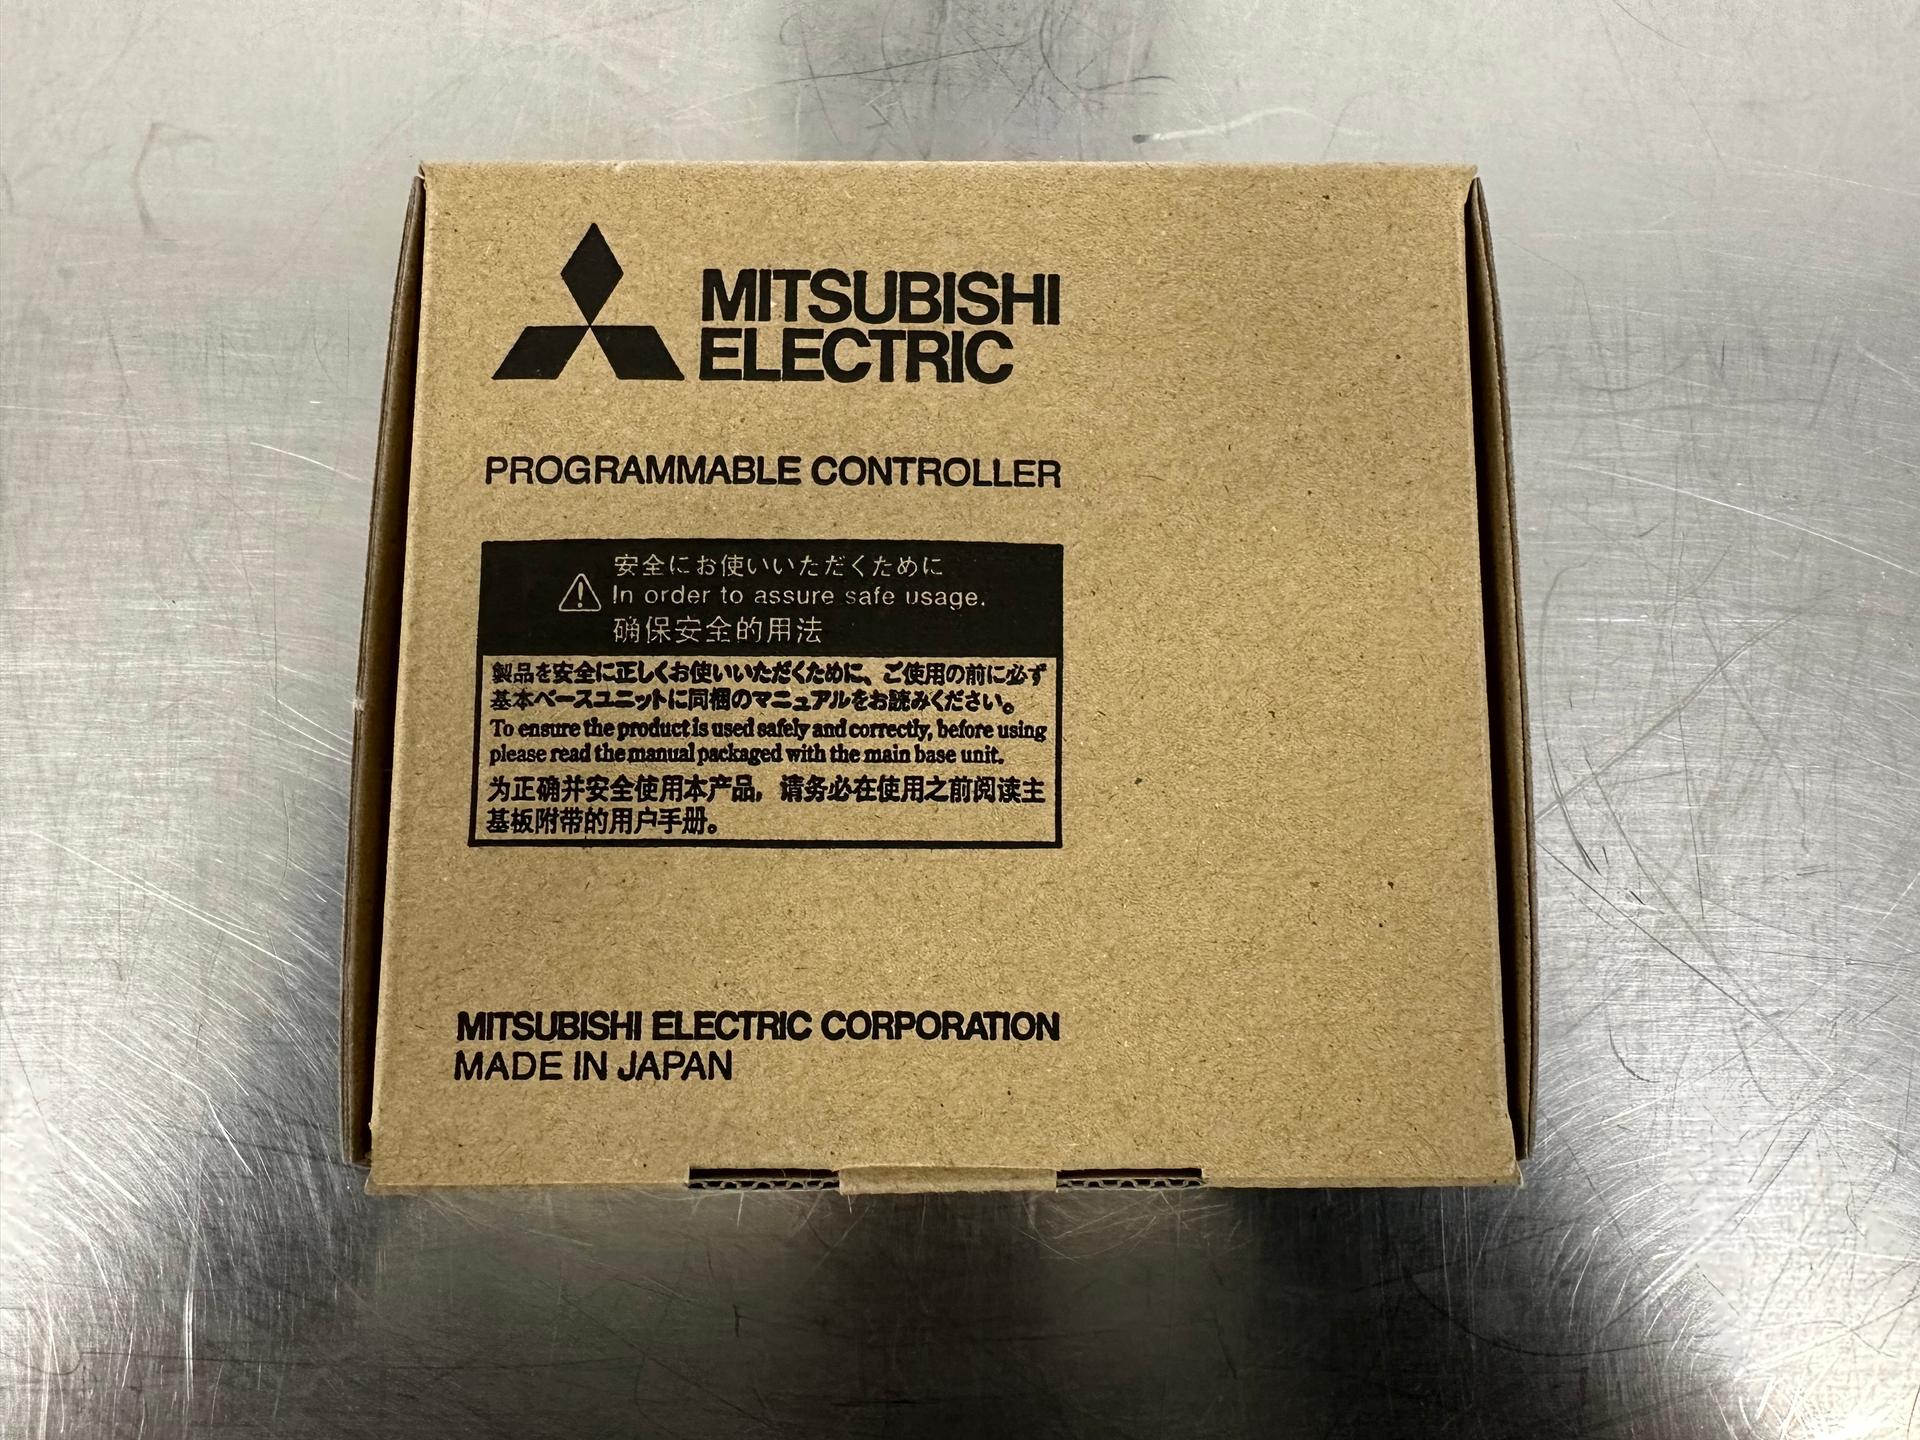 MITSUBISHI
ELECTRIC
PROGRAMMABLE CONTROLLER
安全にお使いいただくために
In order to assure safe usage.
确保安全的用法
製品を安全に正しくお使いいただくために、ご使用の前に必ず
基本ベースユニットに同梱のマニュアルをお読みください。
To ensure the product is used safely and correctly, before using
please read the manual packaged with the main base unit.
为正确并安全使用本产品，请务必在使用之前阅读主
基板附带的用户手册。
MITSUBISHI ELECTRIC CORPORATION
MADE IN JAPAN